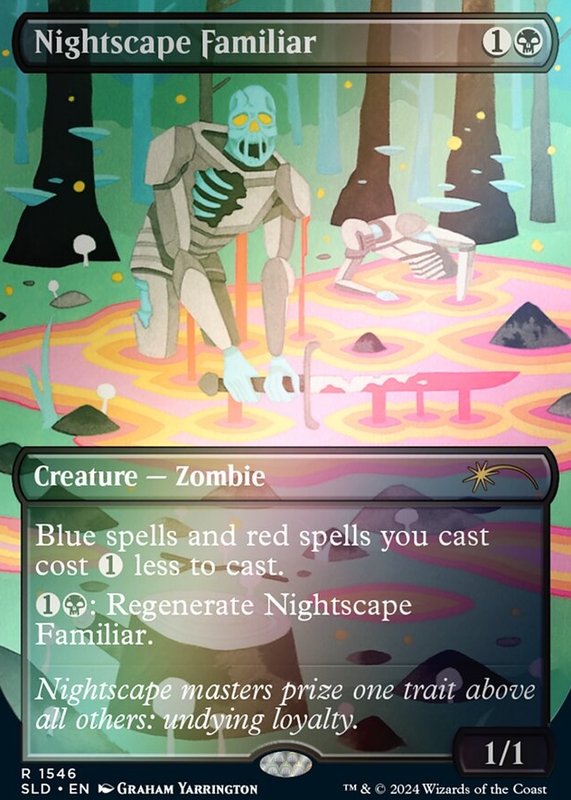 Nightscape Familiar 1
Creature — Zombie
Blue spells and red spells you cast
cost 1 less to cast.
1: Regenerate Nightscape
Familiar.
Nightscape masters prize one trait above
all others: undying loyalty.
1/1
R 1546
SLD • EN Graham Yarrington
™ & © 2024 Wizards of the Coast